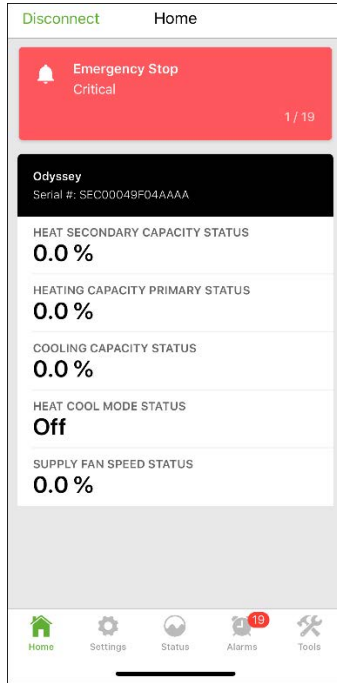 Disconnect Home
Emergency Stop
Critical
1 / 19
Odyssey
Serial #: SEC00049F04AAAA
HEAT SECONDARY CAPACITY STATUS
0.0 %
HEATING CAPACITY PRIMARY STATUS
0.0 %
COOLING CAPACITY STATUS
0.0 %
HEAT COOL MODE STATUS
Off
SUPPLY FAN SPEED STATUS
0.0 %
19
Home Settings Status Alarms Tools